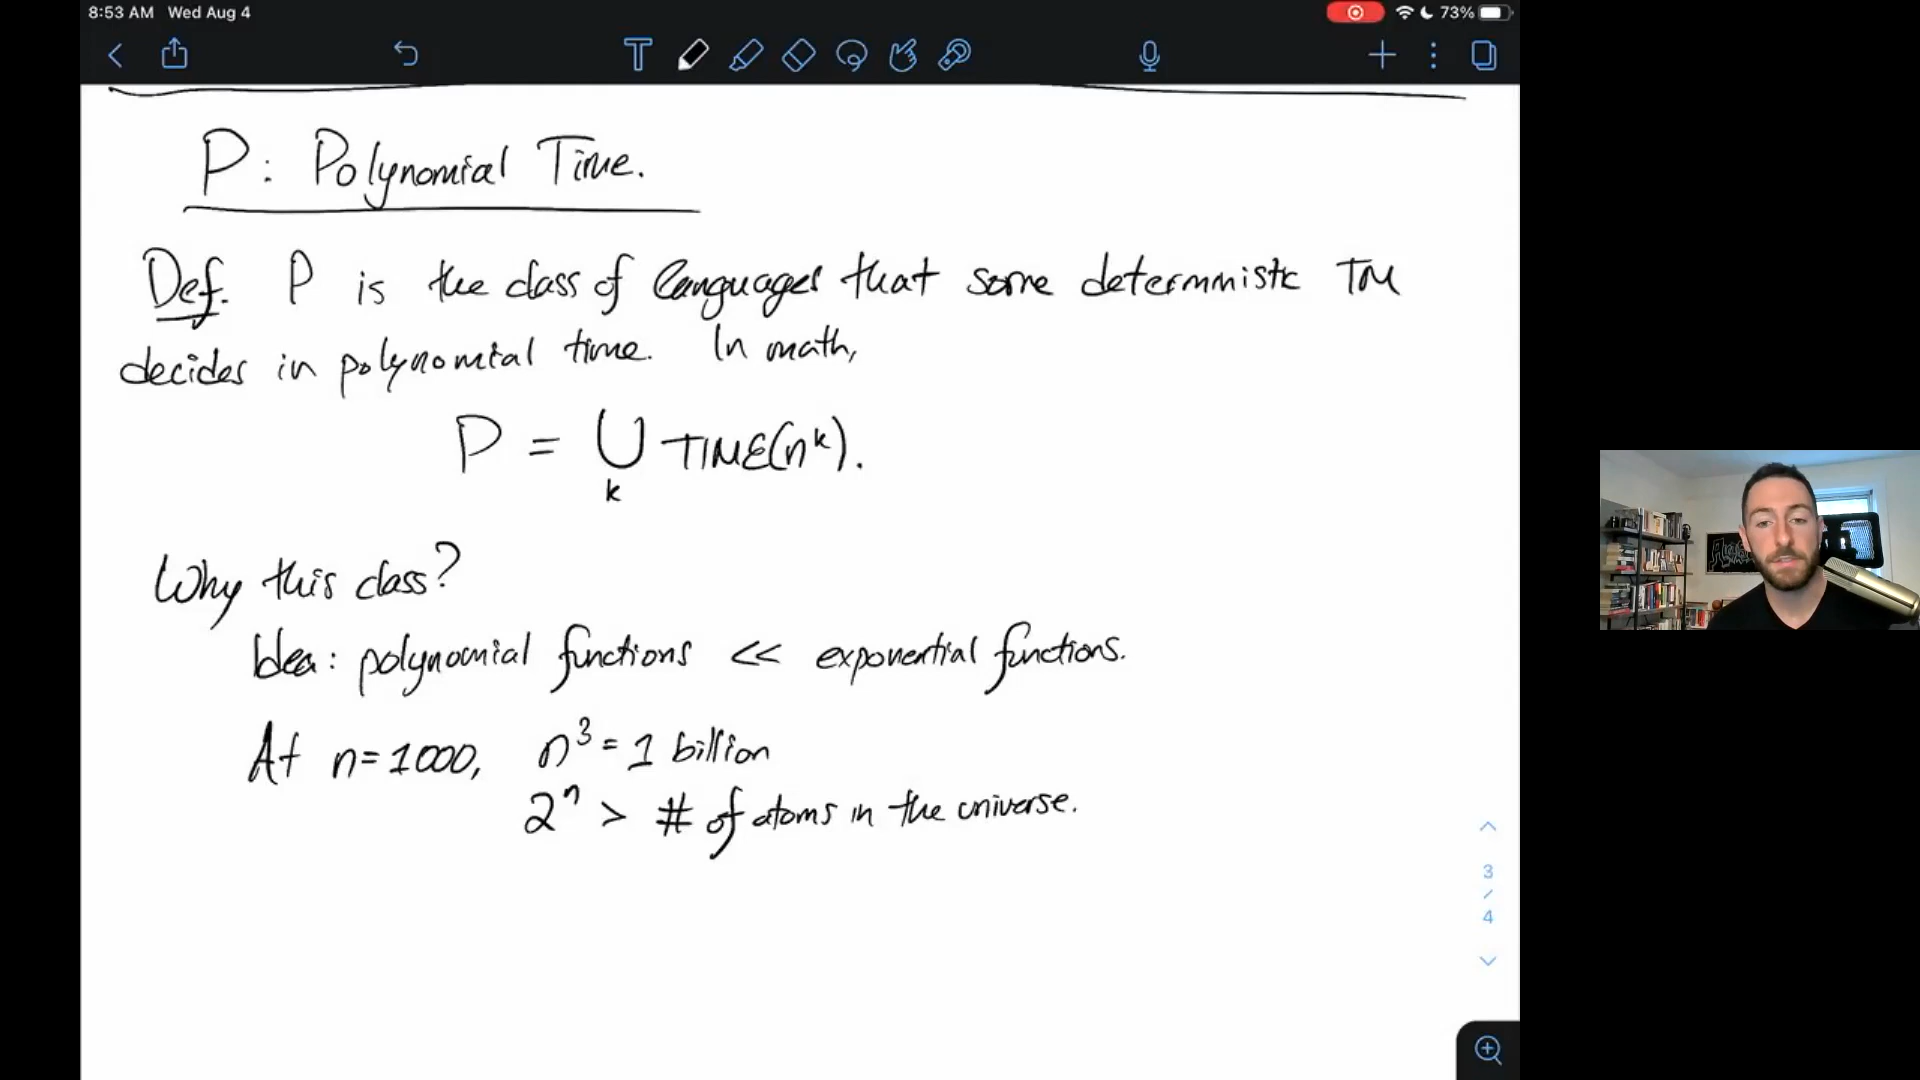 8:53 AM Wed Aug 4 73%
T
P: Polynomial Time.
Def. P is the class of languages that some deterministic TM
decides in polynomial time. In math,
P = ⋃ TIME(n^k).
k
Why this class?
Idea: polynomial functions << exponential functions.
At n=1000, n³ = 1 billion
2ⁿ > # of atoms in the universe.
3
/
4